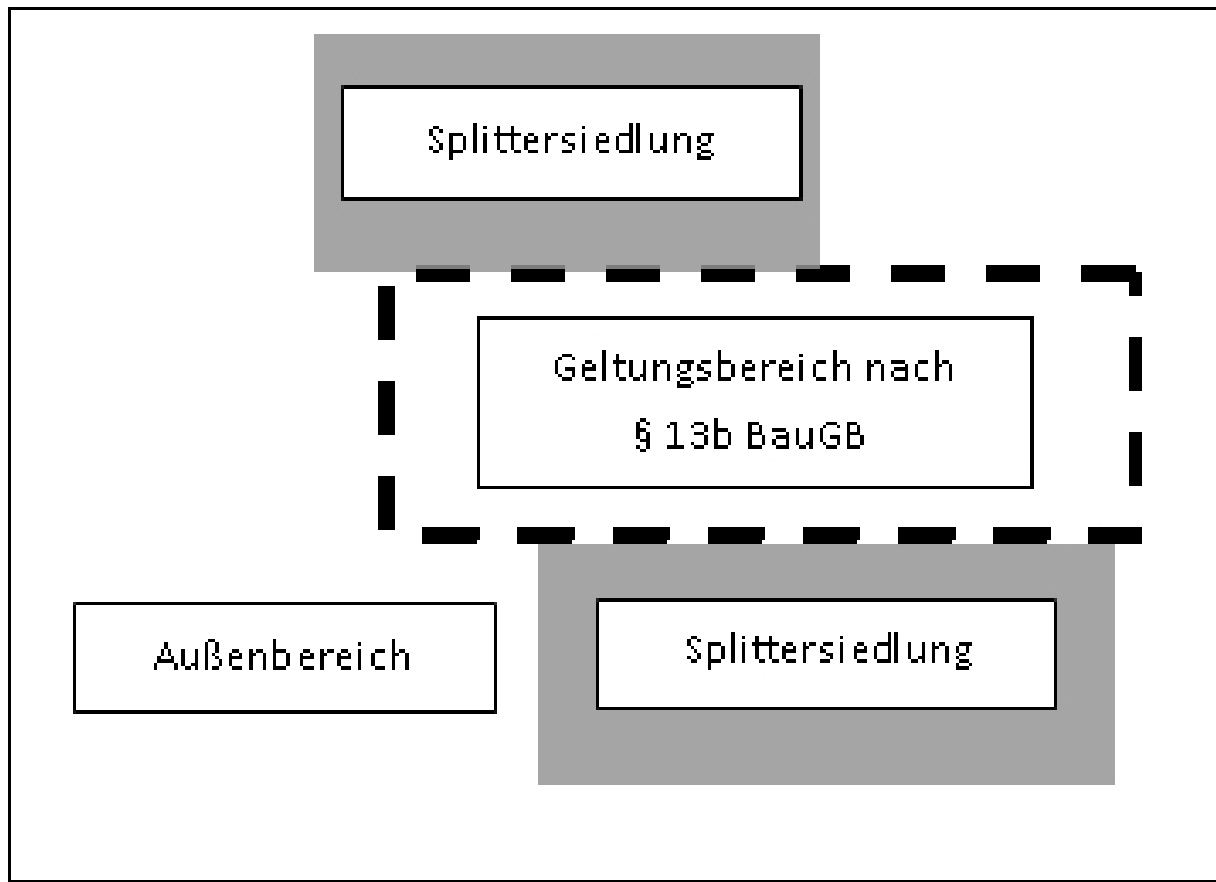 Splittersiedlung
Geltungsbereich nach
§ 13b BauGB
Außenbereich
Splittersiedlung